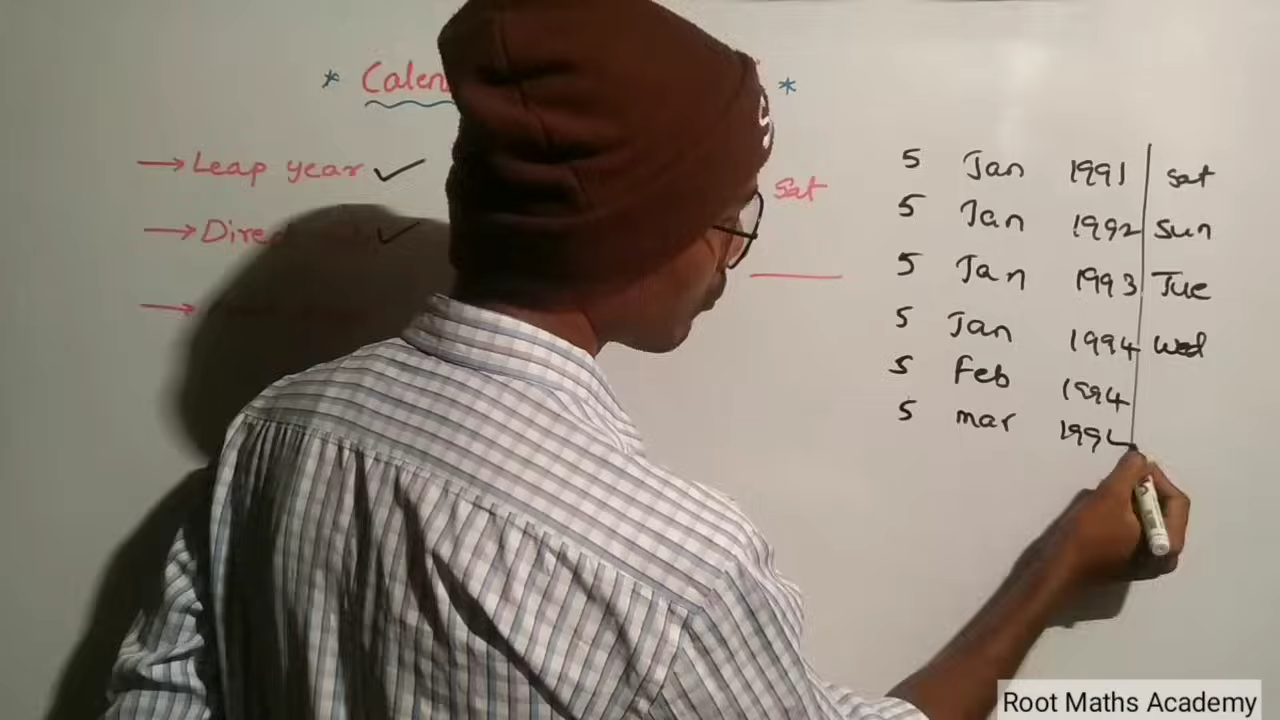 * Calen *
→ Leap year ✓
→ Dire ✓
→
Sat
5 Jan 1991 Sat
5 Jan 1992 Sun
5 Jan 1993 Tue
5 Jan 1994 Wed
5 Feb 1994
5 mar 199
Root Maths Academy